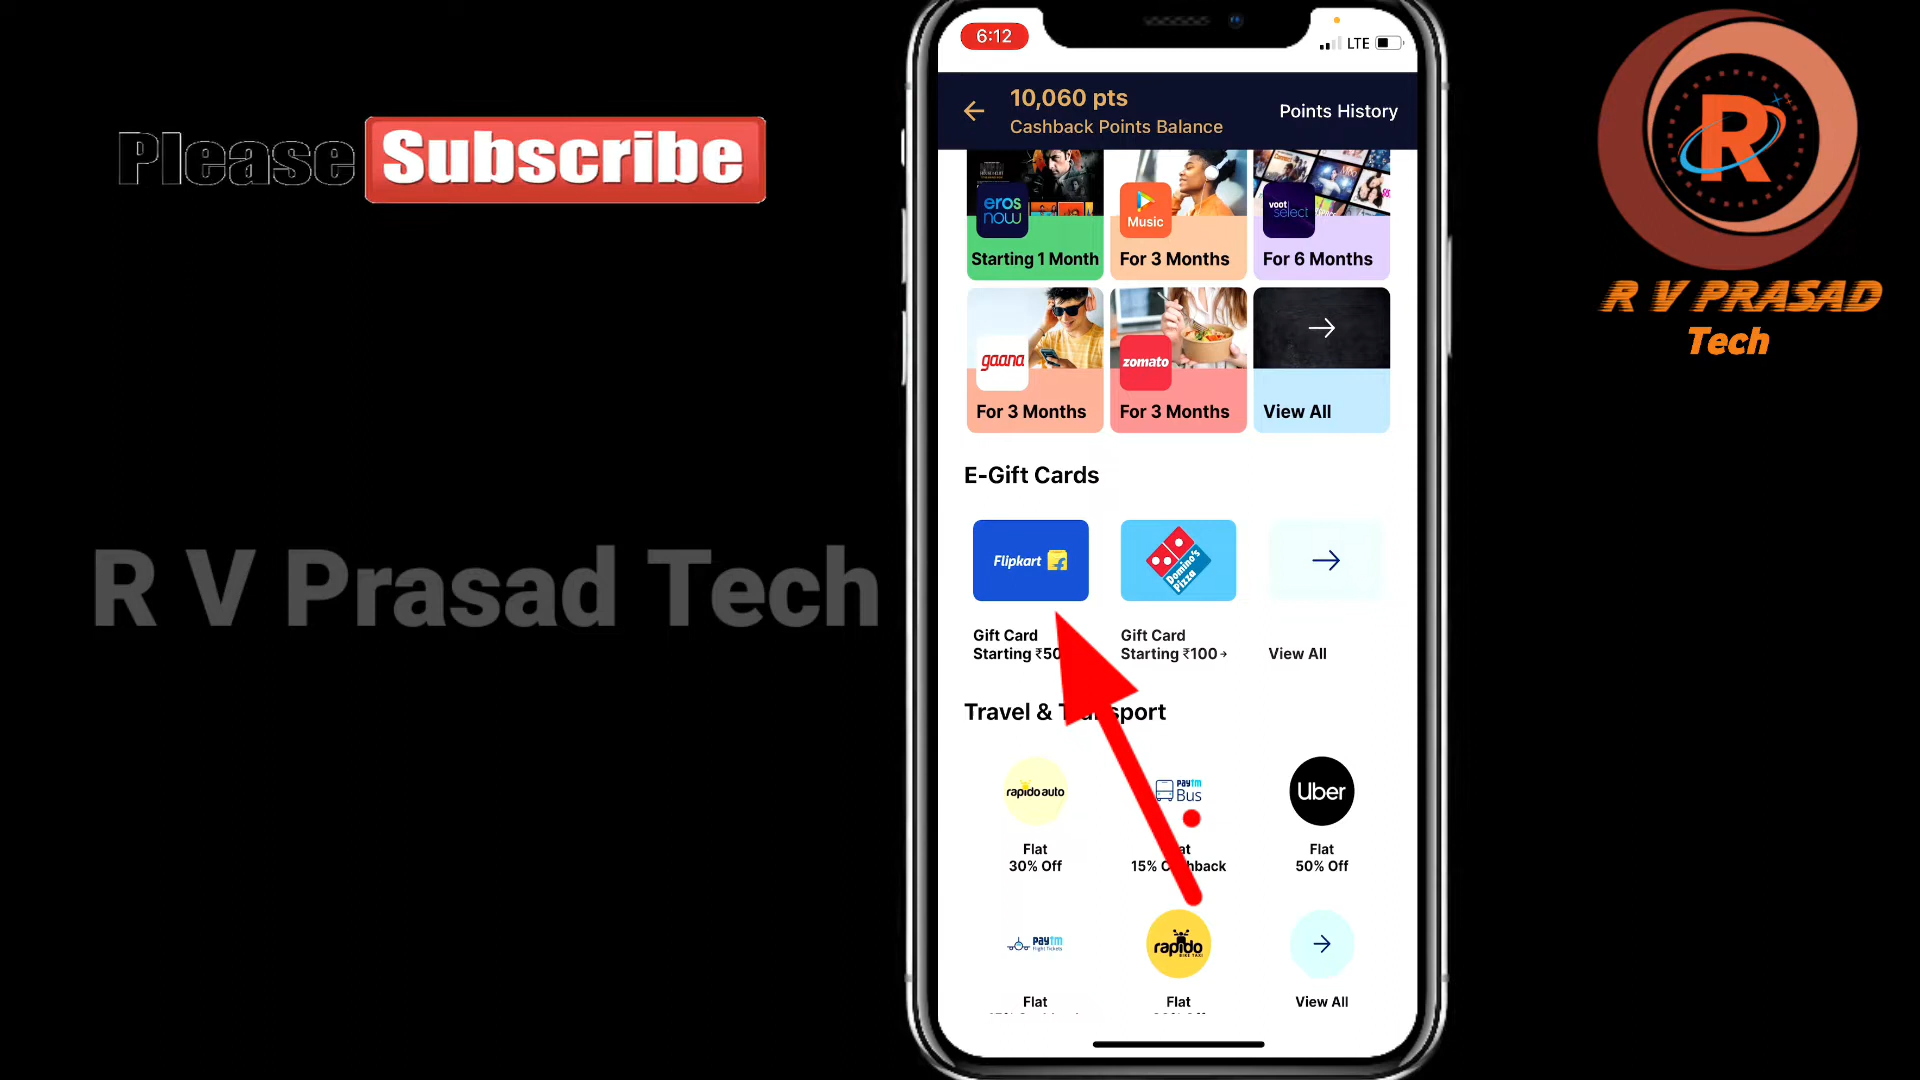 Please Subscribe
R V Prasad Tech
R
R V PRASAD
Tech
6:12
LTE
10,060 pts
Cashback Points Balance
Points History
eros
now
Music
voot
select
Starting 1 Month
For 3 Months
For 6 Months
gaana
zomato
For 3 Months
For 3 Months
View All
E-Gift Cards
Flipkart
Domino's
Pizza
Gift Card
Starting ₹50
Gift Card
Starting ₹100
View All
Travel &
sport
rapido auto
paytm
Bus
Uber
Flat
30% Off
15%
Flat
50% Off
paytm
Flight Tickets
rapido
BIKE TAXI
Flat
Flat
View All